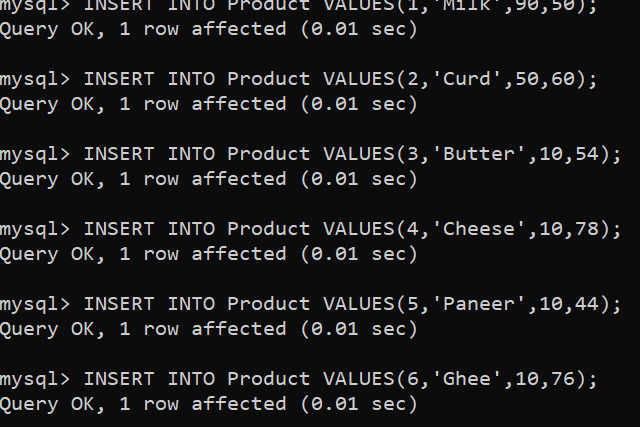 mysql> INSERT INTO Product VALUES(1,'Milk',90,50);
Query OK, 1 row affected (0.01 sec)
mysql> INSERT INTO Product VALUES(2,'Curd',50,60);
Query OK, 1 row affected (0.01 sec)
mysql> INSERT INTO Product VALUES(3,'Butter',10,54);
Query OK, 1 row affected (0.01 sec)
mysql> INSERT INTO Product VALUES(4,'Cheese',10,78);
Query OK, 1 row affected (0.01 sec)
mysql> INSERT INTO Product VALUES(5,'Paneer',10,44);
Query OK, 1 row affected (0.01 sec)
mysql> INSERT INTO Product VALUES(6,'Ghee',10,76);
Query OK, 1 row affected (0.01 sec)